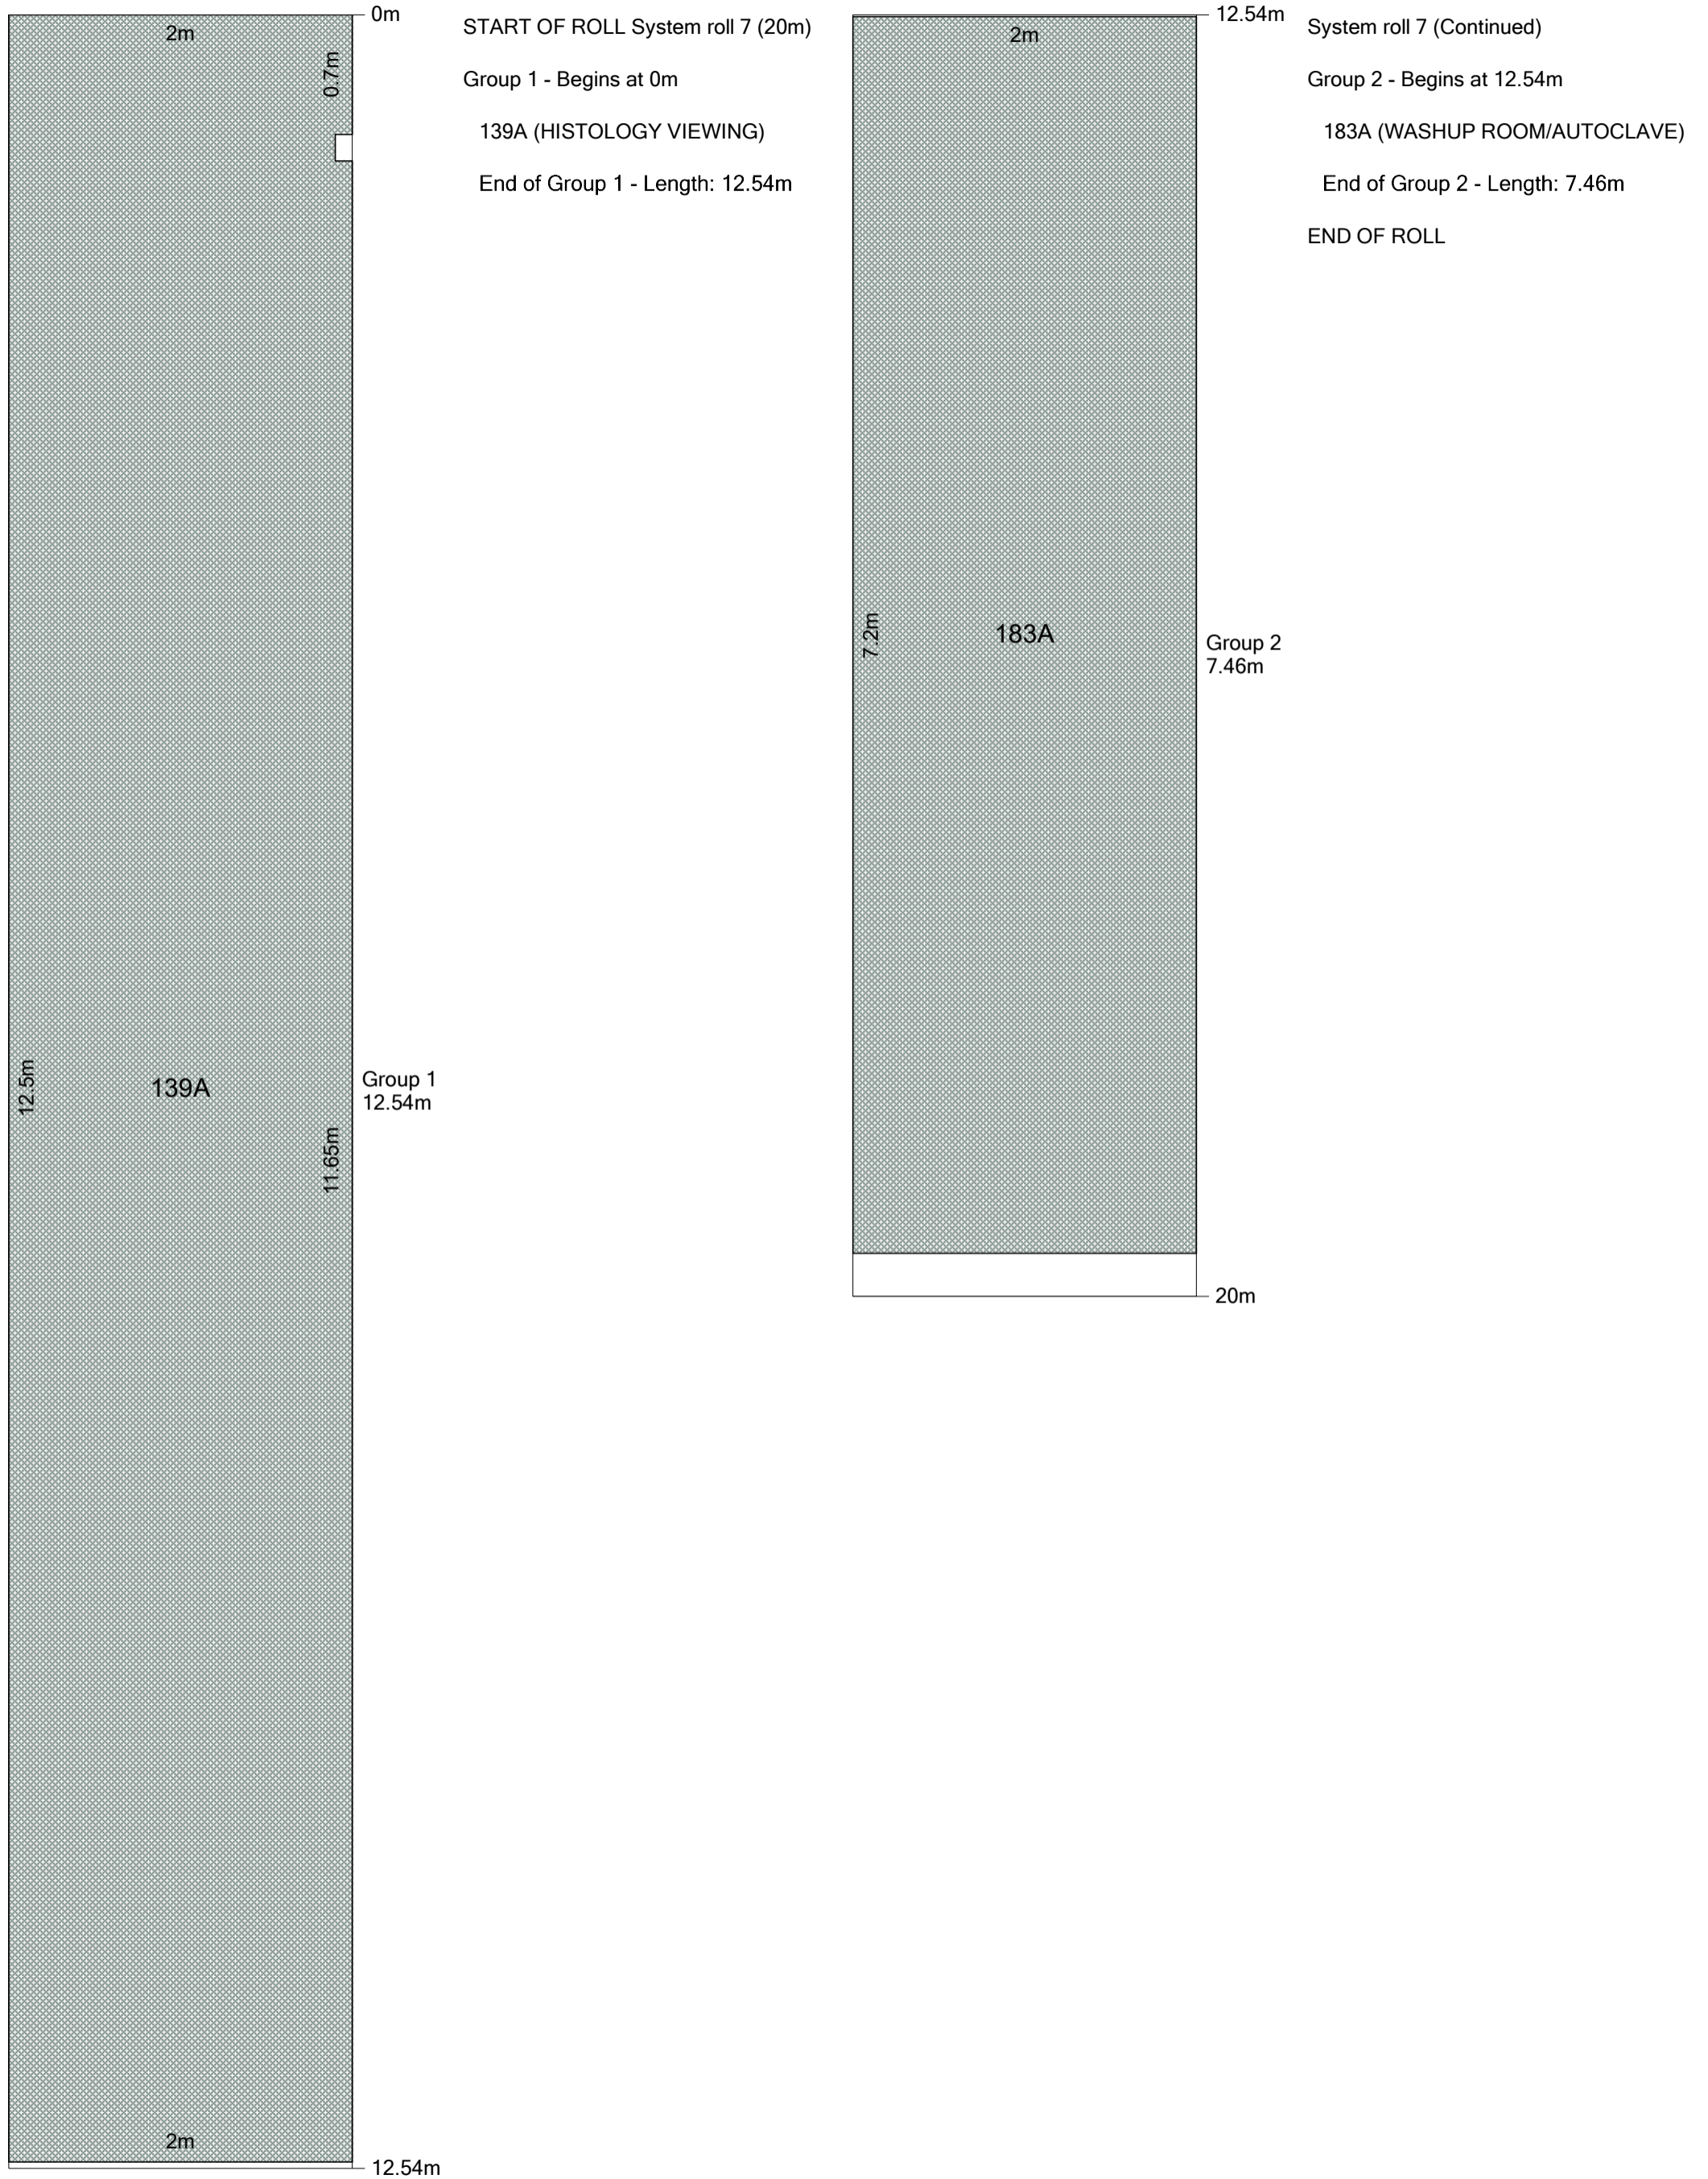 0m
2m
0.7m
START OF ROLL System roll 7 (20m)
Group 1 - Begins at 0m
139A (HISTOLOGY VIEWING)
End of Group 1 - Length: 12.54m
12.5m
139A
Group 1
12.54m
11.65m
2m
12.54m
12.54m
2m
System roll 7 (Continued)
Group 2 - Begins at 12.54m
183A (WASHUP ROOM/AUTOCLAVE)
End of Group 2 - Length: 7.46m
END OF ROLL
7.2m
183A
Group 2
7.46m
20m